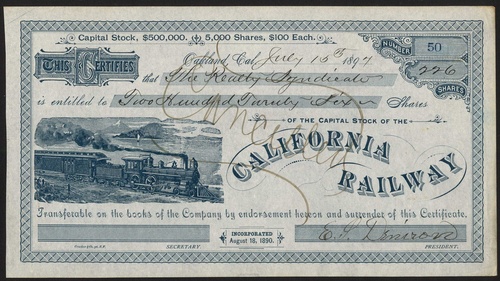 Capital Stock, $500,000. 5,000 Shares, $100 Each.
NUMBER 50
Oakland, Cal. July 15th 1897
THIS CERTIFIES that The Realty Syndicate
226 SHARES
is entitled to Two Hundred Twenty Six Shares
Cancelled
OF THE CAPITAL STOCK OF THE
CALIFORNIA
RAILWAY
Transferable on the books of the Company by endorsement hereon and surrender of this Certificate.
INCORPORATED
August 18, 1890.
SECRETARY.
PRESIDENT.